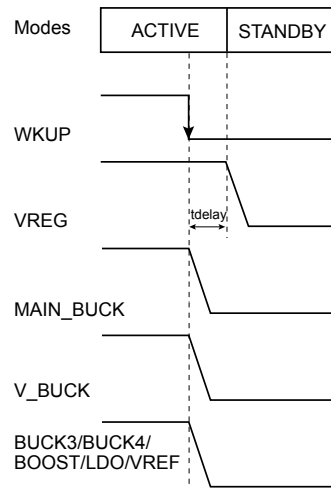 Modes ACTIVE STANDBY
WKUP
VREG
tdelay
MAIN_BUCK
V_BUCK
BUCK3/BUCK4/
BOOST/LDO/VREF